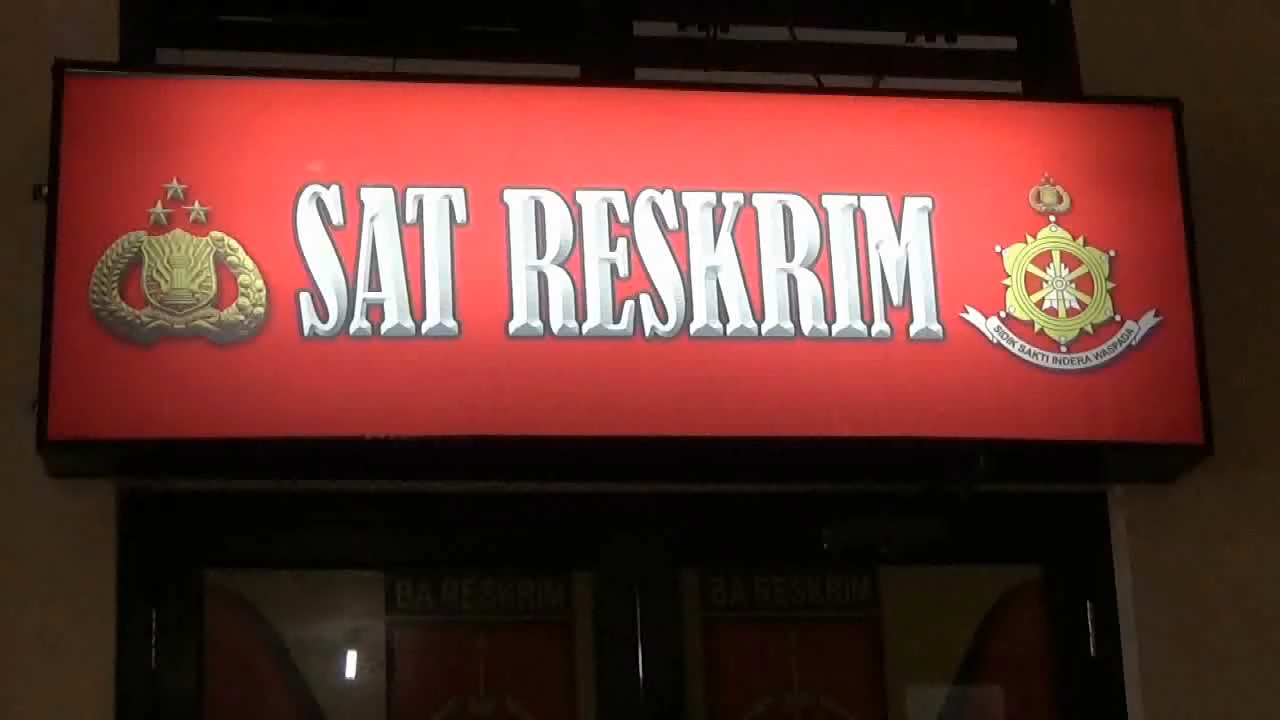 SAT RESKRIM
SIDIK SAKTI INDERA WASPADA
BA RESKRIM
BA RESKRIM